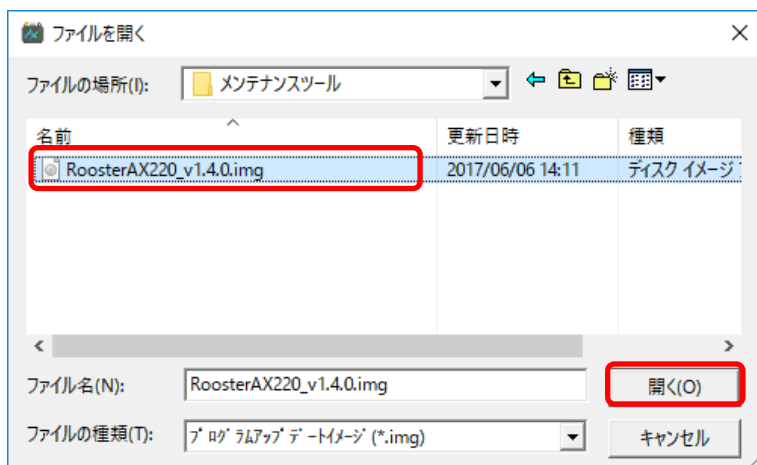 ファイルを開く
ファイルの場所(I): メンテナンスツール
名前 更新日時 種類
RoosterAX220_v1.4.0.img 2017/06/06 14:11 ディスク イメージ
ファイル名(N): RoosterAX220_v1.4.0.img 開く(O)
ファイルの種類(T): ﾌﾟﾛｸﾞﾗﾑｱｯﾌﾟﾃﾞｰﾄｲﾒｰｼﾞ(*.img) キャンセル